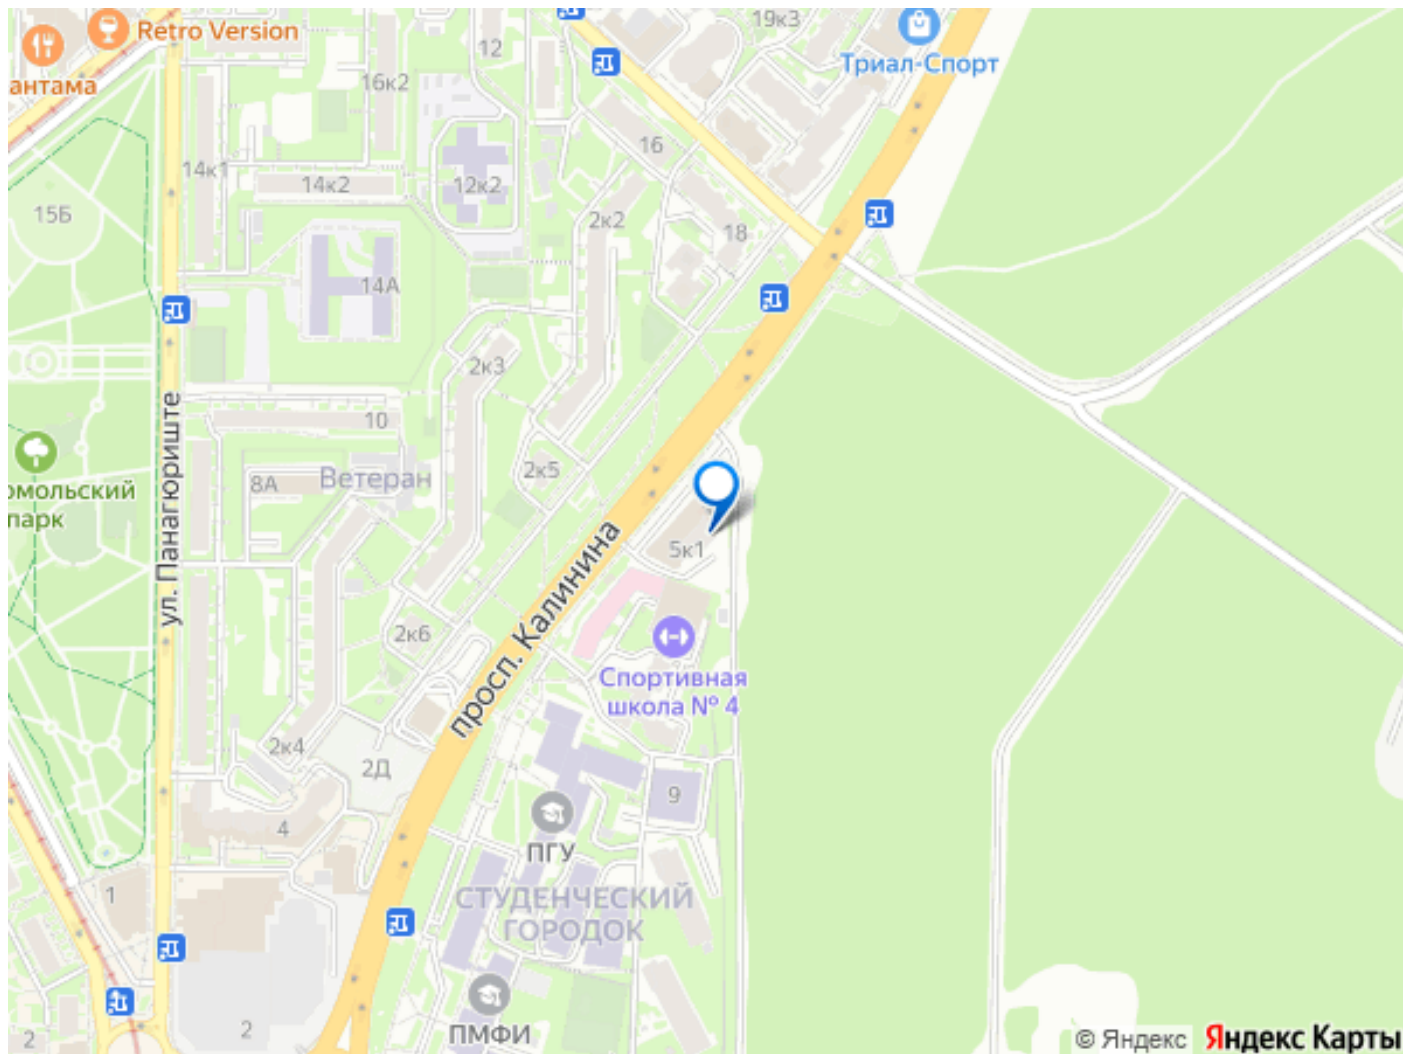 Retro Version
антама
19к3
Триал-Спорт
12
16к2
16
14к1
14к2
12к2
15Б
2к2
18
14А
2к3
ул. Панагюриште
10
2к5
8А
Ветеран
омольский
парк
5к1
просп. Калинина
2к6
Спортивная
школа № 4
2к4
2Д
9
4
ПГУ
1
СТУДЕНЧЕСКИЙ
ГОРОДОК
ПМФИ
2
2
© Яндекс Яндекс Карты